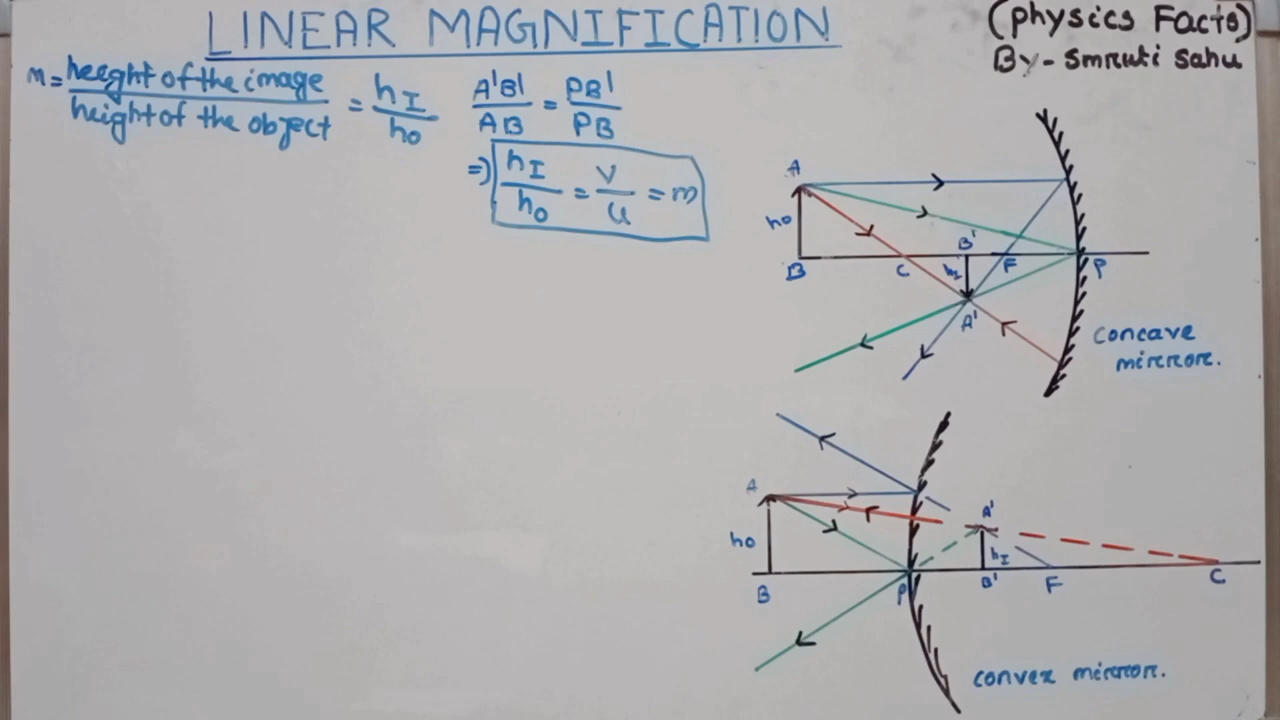 LINEAR MAGNIFICATION
(Physics Facts)
By - Smruti Sahu
m = height of the image / height of the object = hI / ho
A'B' / AB = PB' / PB
=> hI / ho = v / u = m
A
ho
B
C
B'
hI
A'
F
P
concave
mirror.
A
ho
B
P
A'
hI
B'
F
C
convex mirror.